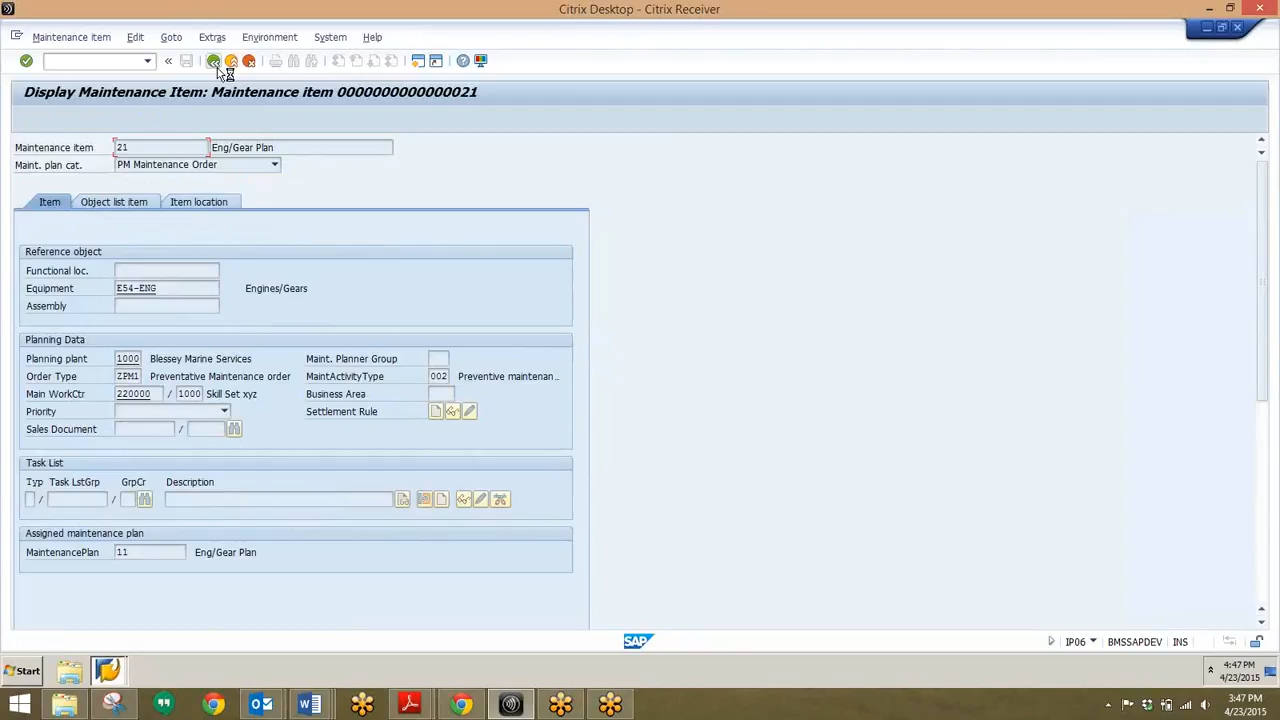 Citrix Desktop - Citrix Receiver
Maintenance item Edit Goto Extras Environment System Help
Display Maintenance Item: Maintenance item 0000000000000021
Maintenance item 21 Eng/Gear Plan
Maint. plan cat. PM Maintenance Order
Item Object list item Item location
Reference object
Functional loc.
Equipment E54-ENG Engines/Gears
Assembly
Planning Data
Planning plant 1000 Blessey Marine Services Maint. Planner Group
Order Type ZPM1 Preventative Maintenance order MaintActivityType 002 Preventive maintenan..
Main WorkCtr 220000 / 1000 Skill Set xyz Business Area
Priority Settlement Rule
Sales Document /
Task List
Typ Task LstGrp GrpCr Description
/ /
Assigned maintenance plan
MaintenancePlan 11 Eng/Gear Plan
SAP IP06 BMSSAPDEV INS
Start 4:47 PM
4/23/2015
3:47 PM
4/23/2015